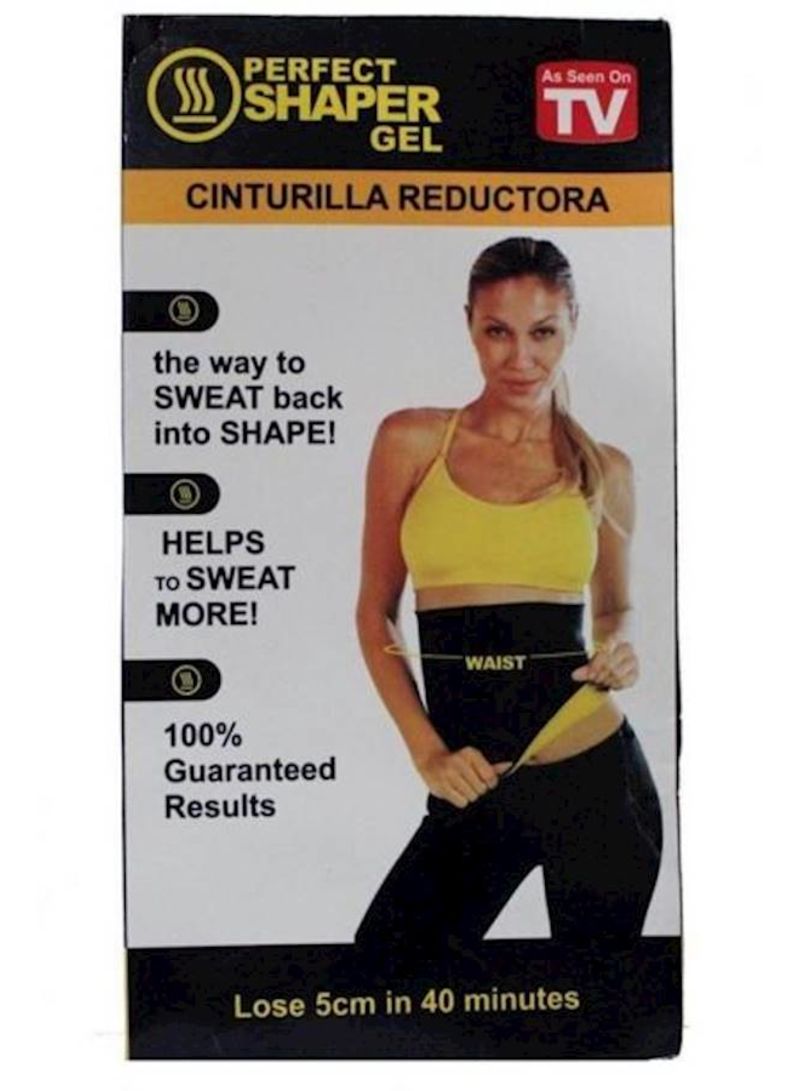 PERFECT
SHAPER
GEL
As Seen On
TV
CINTURILLA REDUCTORA
the way to
SWEAT back
into SHAPE!
HELPS
TO SWEAT
MORE!
WAIST
100%
Guaranteed
Results
Lose 5cm in 40 minutes